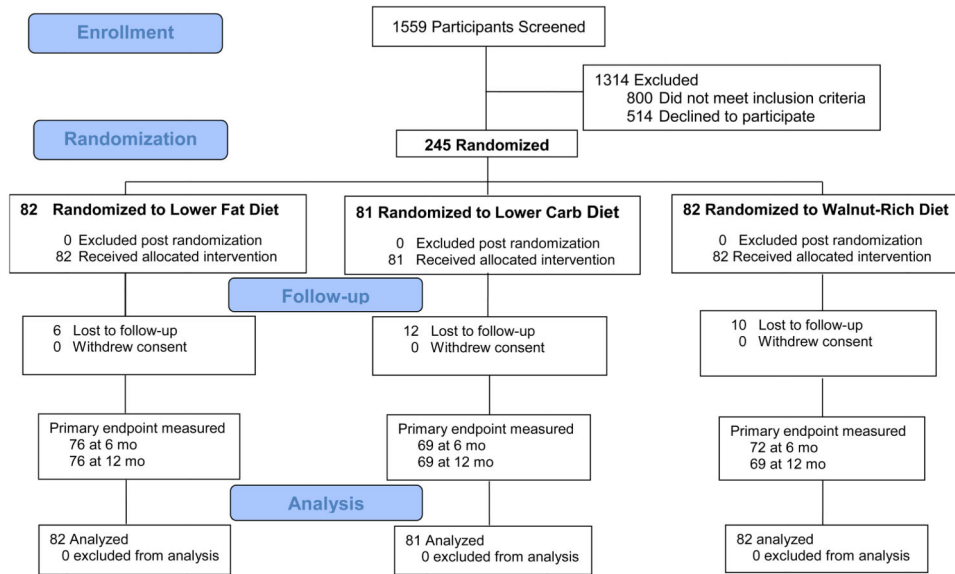 Enrollment
1559 Participants Screened
1314 Excluded
800 Did not meet inclusion criteria
514 Declined to participate
Randomization
245 Randomized
82 Randomized to Lower Fat Diet
0 Excluded post randomization
82 Received allocated intervention
81 Randomized to Lower Carb Diet
0 Excluded post randomization
81 Received allocated intervention
82 Randomized to Walnut-Rich Diet
0 Excluded post randomization
82 Received allocated intervention
Follow-up
6 Lost to follow-up
0 Withdrew consent
12 Lost to follow-up
0 Withdrew consent
10 Lost to follow-up
0 Withdrew consent
Primary endpoint measured
76 at 6 mo
76 at 12 mo
Primary endpoint measured
69 at 6 mo
69 at 12 mo
Primary endpoint measured
72 at 6 mo
69 at 12 mo
Analysis
82 Analyzed
0 excluded from analysis
81 Analyzed
0 excluded from analysis
82 analyzed
0 excluded from analysis